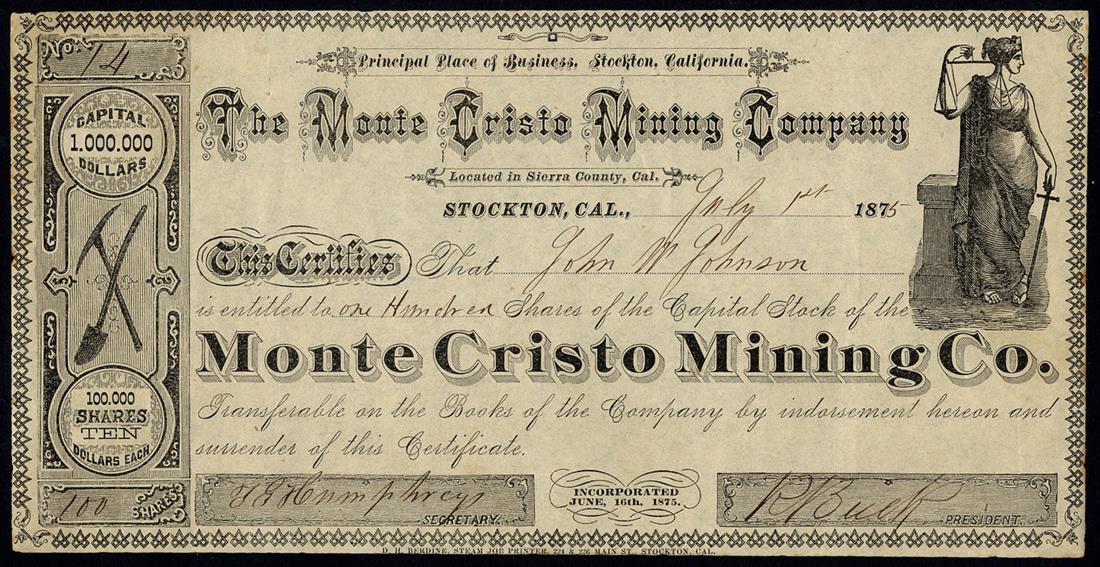 No. 14
CAPITAL
1.000.000
DOLLARS
100.000
SHARES
TEN
DOLLARS EACH
100 SHARES
Principal Place of Business, Stockton, California.
The Monte Cristo Mining Company
Located in Sierra County, Cal.
STOCKTON, CAL., July 1st 1875
This Certifies That John W Johnson
is entitled to one Hundred Shares of the Capital Stock of the
Monte Cristo Mining Co.
Transferable on the Books of the Company by indorsement hereon and
surrender of this Certificate.
Humphreys SECRETARY.
INCORPORATED
JUNE, 16th, 1875.
Buck PRESIDENT.
D. H. BERDINE, STEAM JOB PRINTER, 224 & 226 MAIN ST., STOCKTON, CAL.